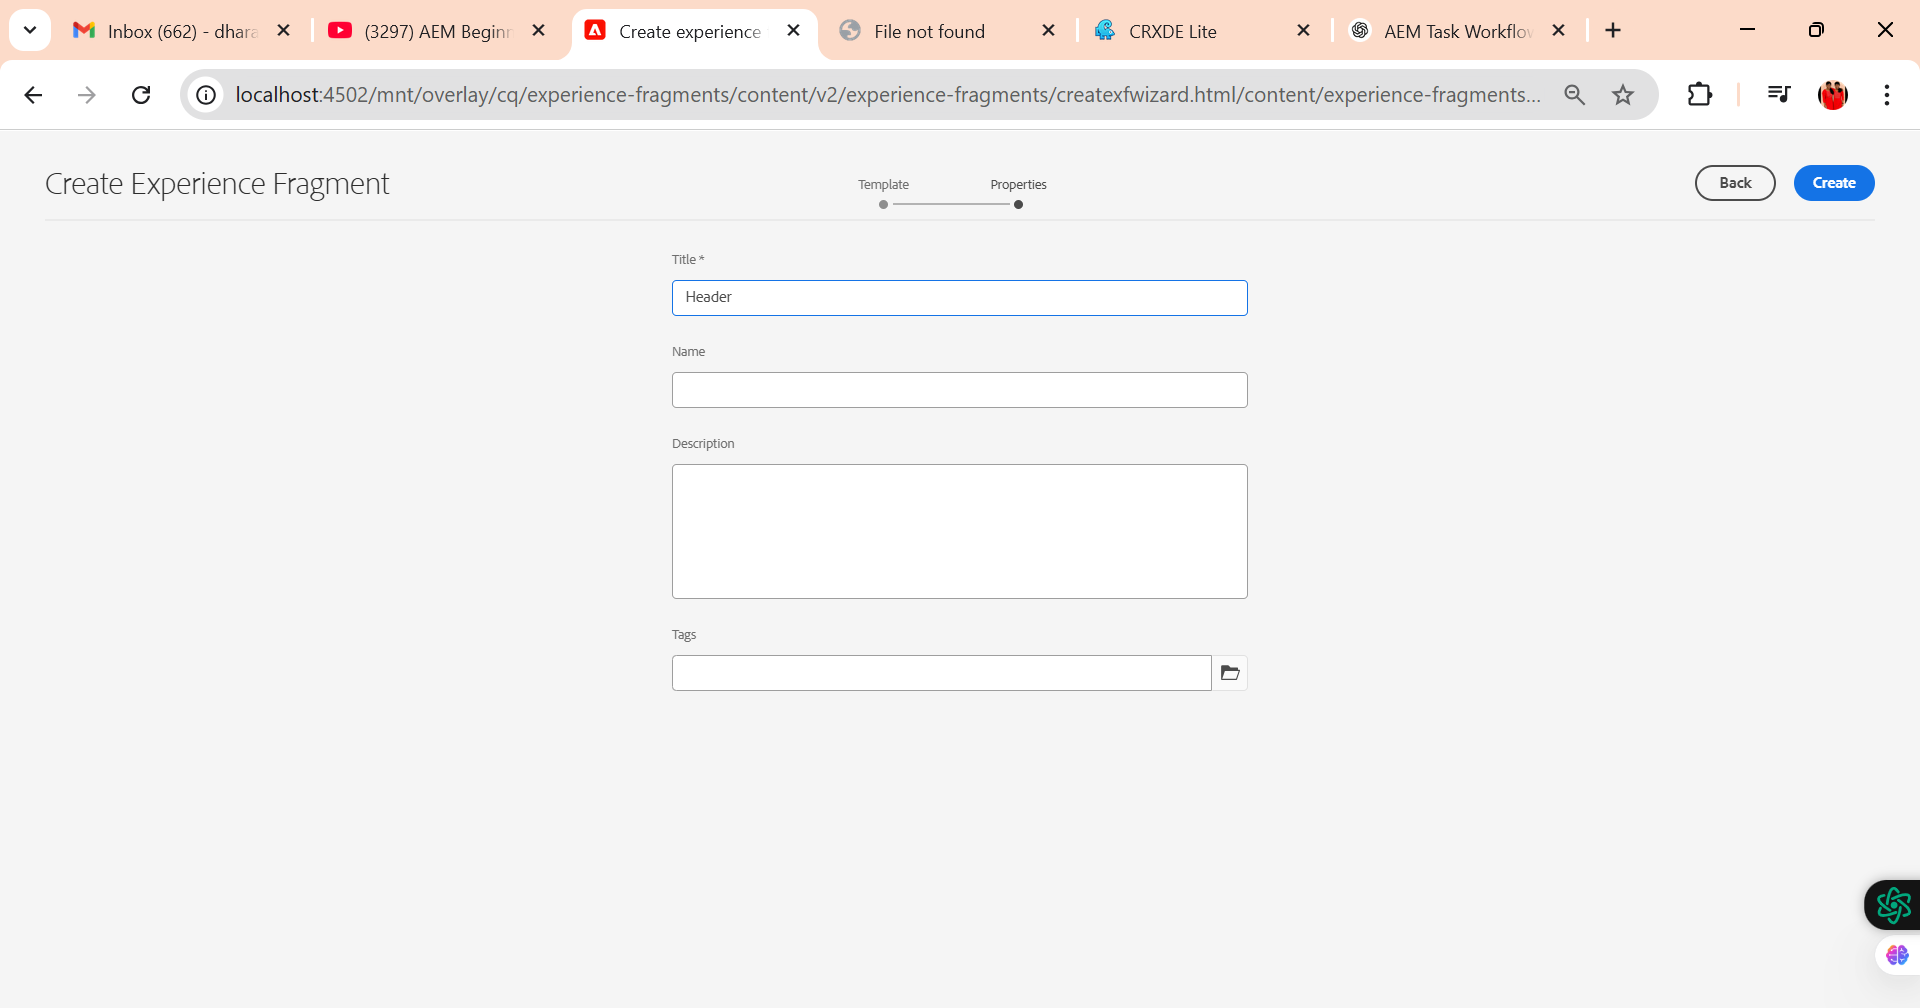 Inbox (662) - dhara
(3297) AEM Beginn
Create experience
File not found
CRXDE Lite
AEM Task Workflow
localhost:4502/mnt/overlay/cq/experience-fragments/content/v2/experience-fragments/createxfwizard.html/content/experience-fragments...
Create Experience Fragment
Template
Properties
Back
Create
Title *
Header
Name
Description
Tags